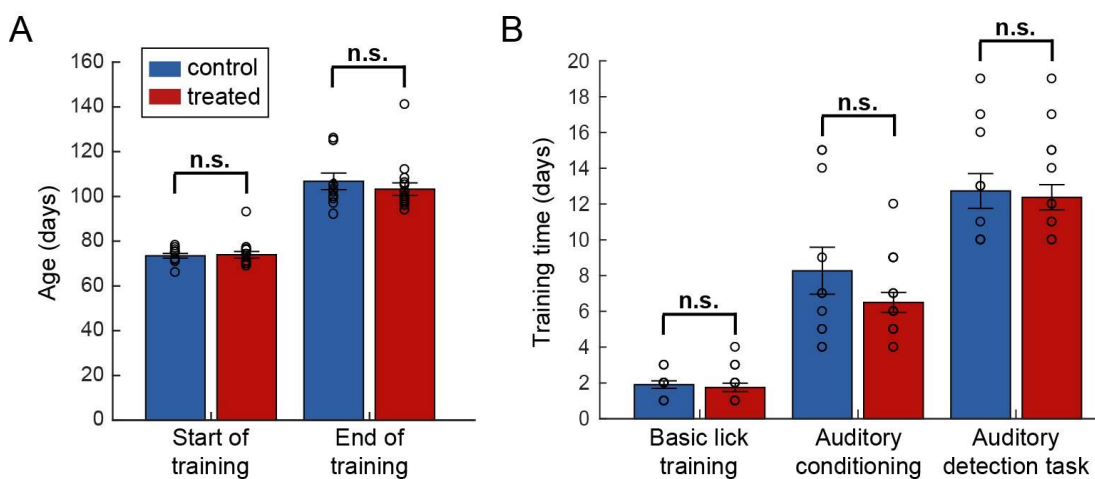 A
B
160
140
120
100
80
60
40
20
0
Age (days)
control
treated
n.s.
n.s.
Start of
training
End of
training
20
18
16
14
12
10
8
6
4
2
0
Training time (days)
n.s.
n.s.
n.s.
Basic lick
training
Auditory
conditioning
Auditory
detection task